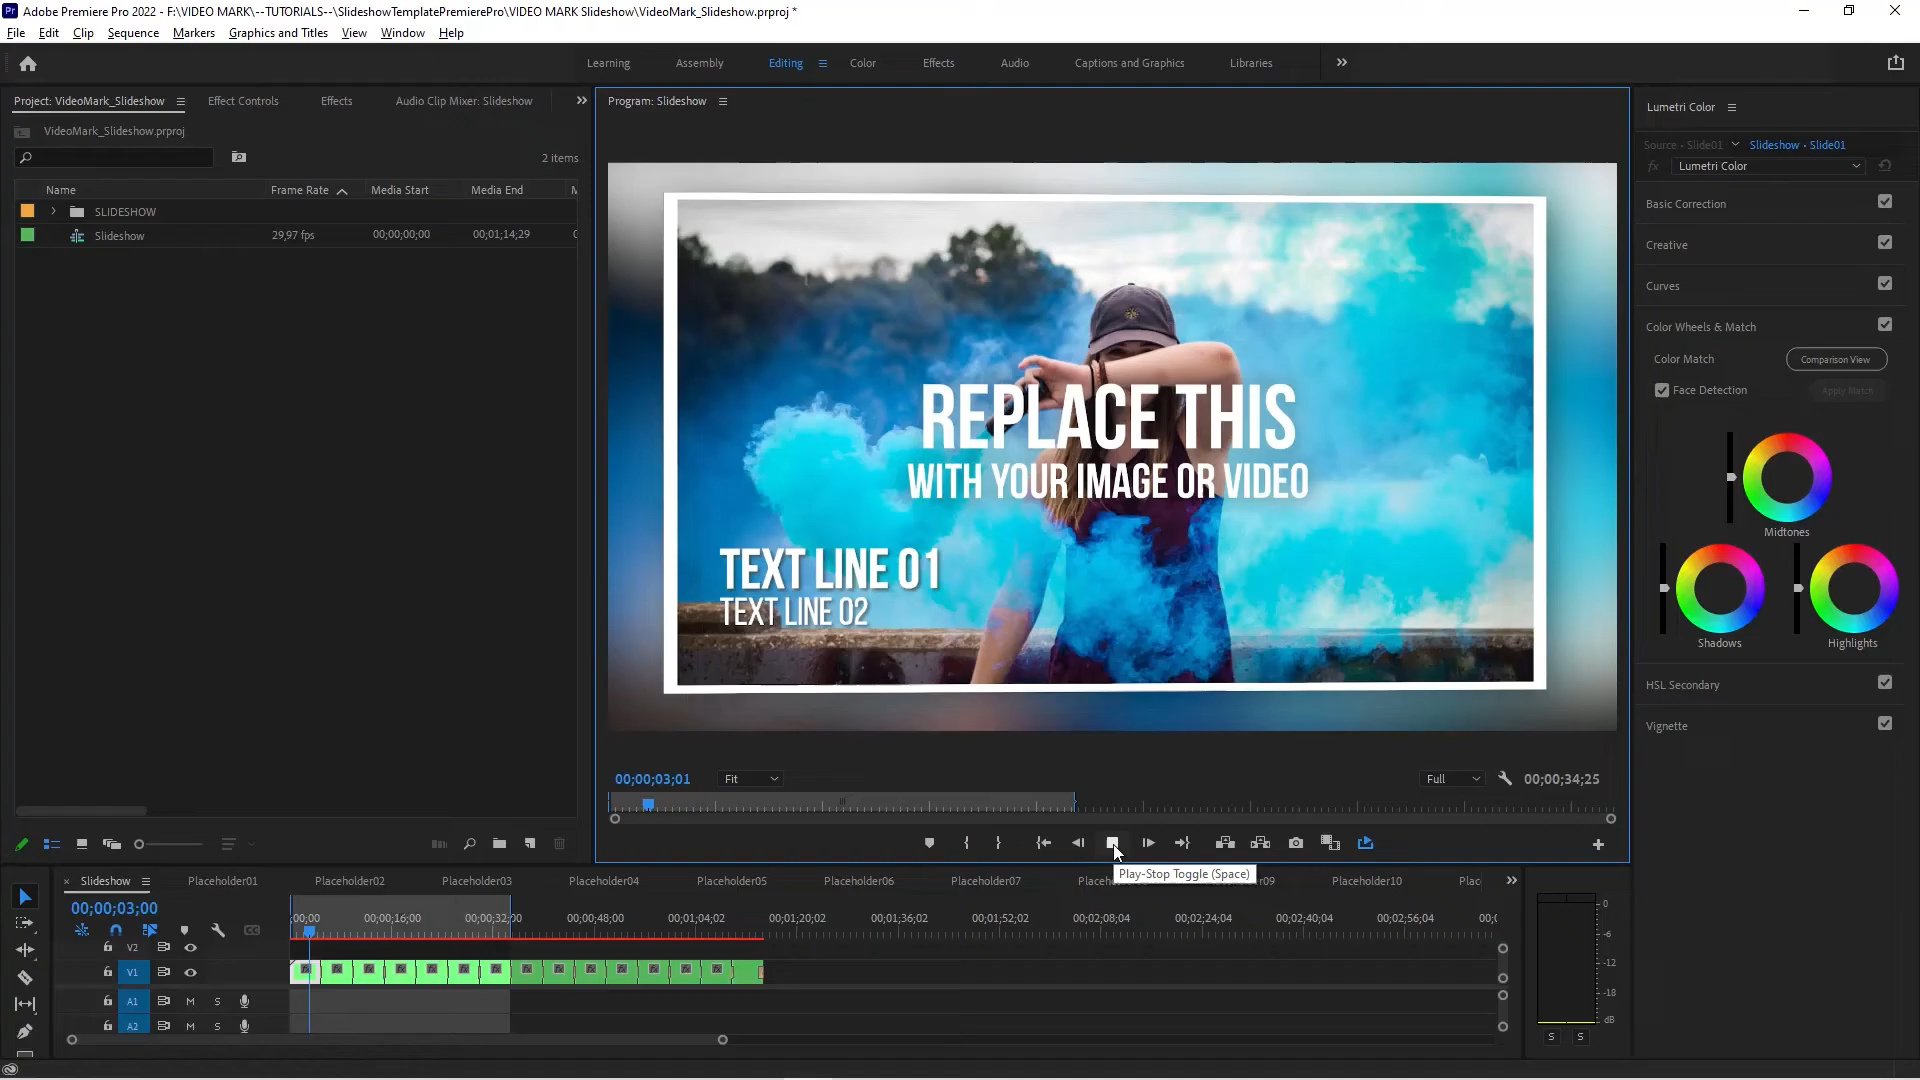 Pr Adobe Premiere Pro 2022 - F:\VIDEO MARK\--TUTORIALS--\SlideshowTemplatePremierePro\VIDEO MARK Slideshow\VideoMark_Slideshow.prproj *
File Edit Clip Sequence Markers Graphics and Titles View Window Help
Learning Assembly Editing Color Effects Audio Captions and Graphics Libraries
Project: VideoMark_Slideshow Effect Controls Effects Audio Clip Mixer: Slideshow
VideoMark_Slideshow.prproj
2 items
Name Frame Rate Media Start Media End
SLIDESHOW
Slideshow 29,97 fps 00;00;00;00 00;01;14;29
Program: Slideshow
REPLACE THIS
WITH YOUR IMAGE OR VIDEO
TEXT LINE 01
TEXT LINE 02
00;00;03;01 Fit Full 00;00;34;25
Play-Stop Toggle (Space)
Lumetri Color
Source - Slide01 Slideshow - Slide01
fx Lumetri Color
Basic Correction
Creative
Curves
Color Wheels & Match
Color Match Comparison View
Face Detection Apply Match
Midtones
Shadows Highlights
HSL Secondary
Vignette
× Slideshow Placeholder01 Placeholder02 Placeholder03 Placeholder04 Placeholder05 Placeholder06 Placeholder07 Placeholder10
00;00;03;00
;00;00 00;00;16;00 00;00;32;00 00;00;48;00 00;01;04;02 00;01;20;02 00;01;36;02 00;01;52;02 00;02;08;04 00;02;24;04 00;02;40;04 00;02;56;04
V2
V1
A1 M S
A2 M S
0
-6
-12
-18
dB
S S